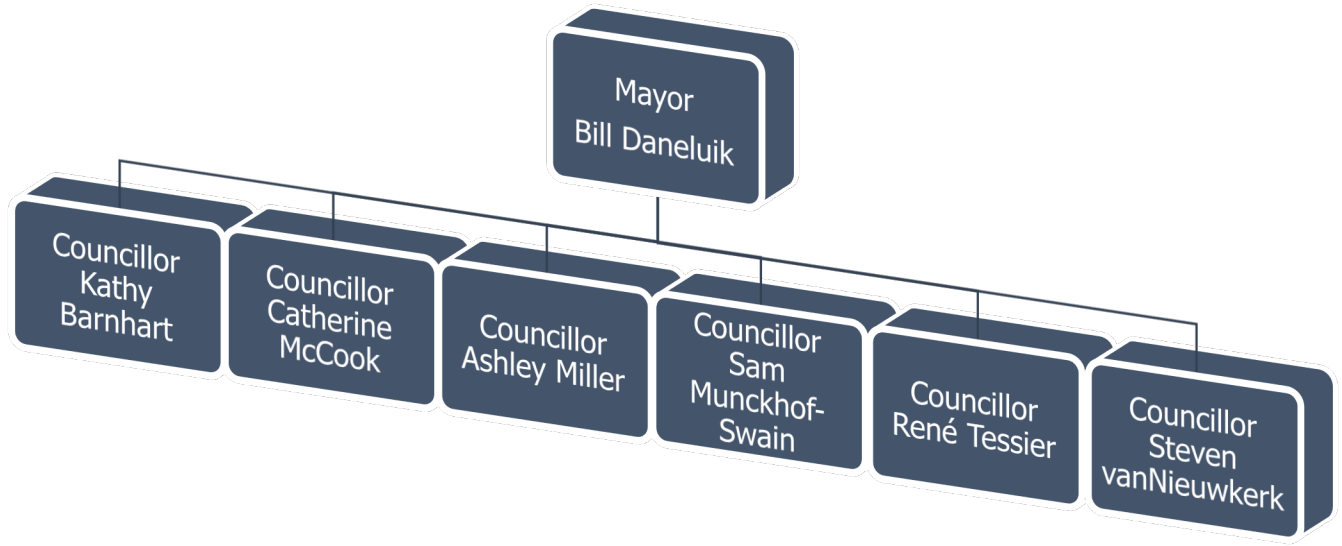 Mayor
Bill Daneluik
Councillor
Kathy
Barnhart
Councillor
Catherine
McCook
Councillor
Ashley Miller
Councillor
Sam
Munckhof-
Swain
Councillor
René Tessier
Councillor
Steven
vanNieuwkerk